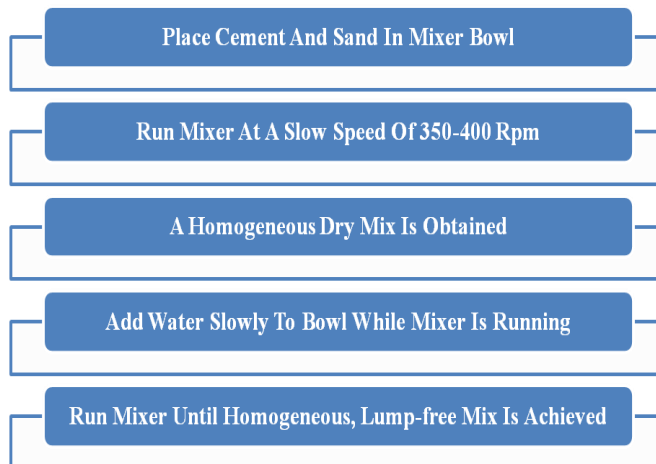 Place Cement And Sand In Mixer Bowl
Run Mixer At A Slow Speed Of 350-400 Rpm
A Homogeneous Dry Mix Is Obtained
Add Water Slowly To Bowl While Mixer Is Running
Run Mixer Until Homogeneous, Lump-free Mix Is Achieved